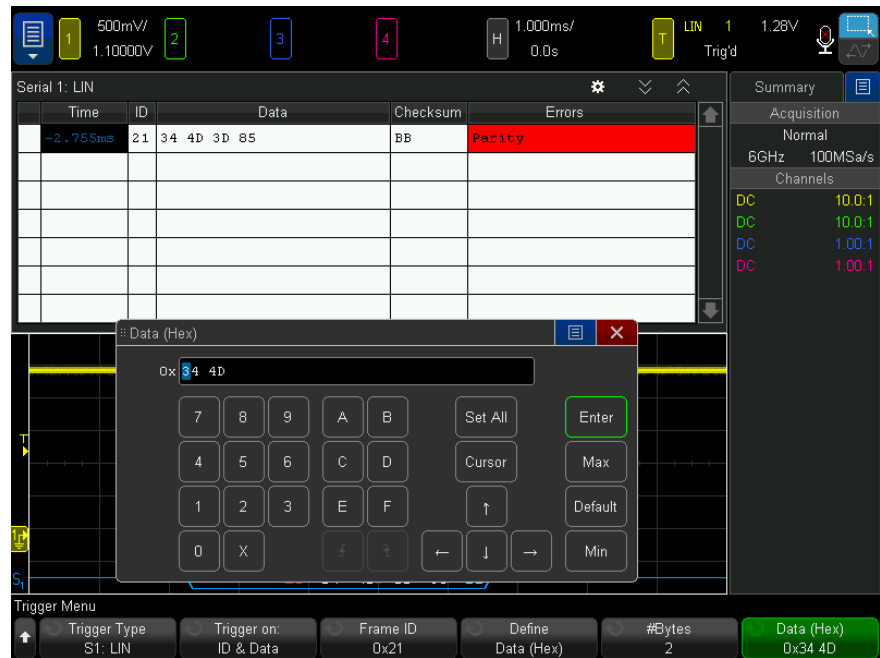 1 500mV/ 2 3 4 H 1.000ms/ T LIN 1 1.28V
1.10000V 0.0s Trig'd
Serial 1: LIN
Summary
Time ID Data Checksum Errors
-2.755ms 21 34 4D 3D 85 BB Parity
Acquisition
Normal
6GHz 100MSa/s
Channels
DC 10.0:1
DC 10.0:1
DC 1.00:1
DC 1.00:1
Data (Hex)
0x 34 4D
7 8 9 A B Set All Enter
4 5 6 C D Cursor Max
1 2 3 E F ↑ Default
0 X ← ↓ → Min
T
1
S1
Trigger Menu
Trigger Type Trigger on: Frame ID Define #Bytes Data (Hex)
S1: LIN ID & Data 0x21 Data (Hex) 2 0x34 4D